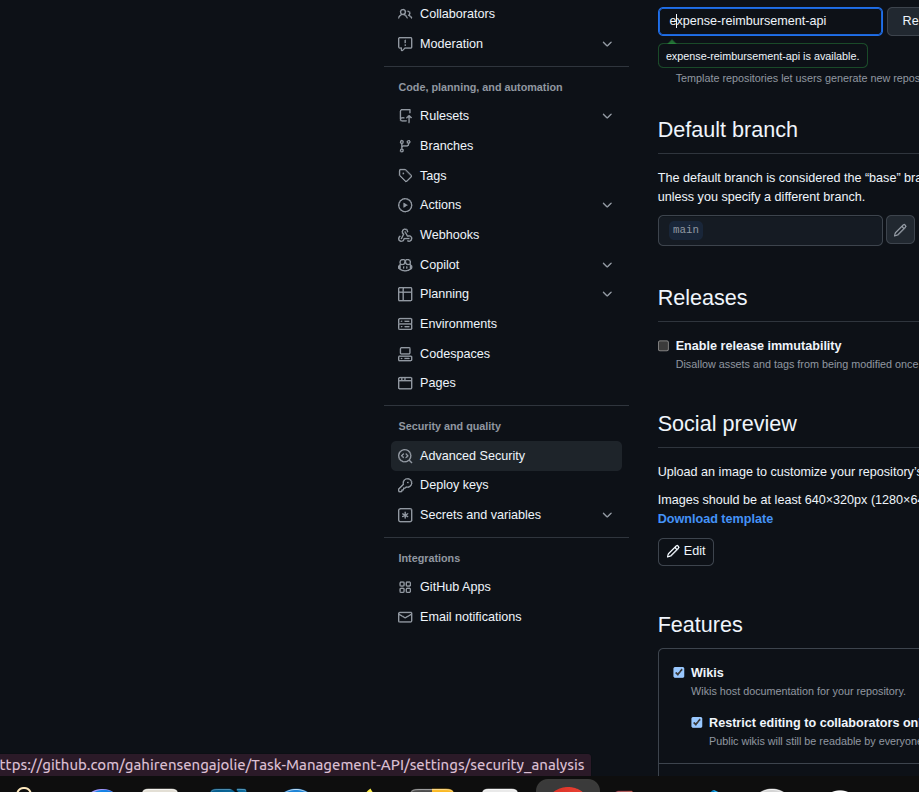 Collaborators
Moderation
Code, planning, and automation
Rulesets
Branches
Tags
Actions
Webhooks
Copilot
Planning
Environments
Codespaces
Pages
Security and quality
Advanced Security
Deploy keys
Secrets and variables
Integrations
GitHub Apps
Email notifications
expense-reimbursement-api
Re
expense-reimbursement-api is available.
Template repositories let users generate new repos
Default branch
The default branch is considered the “base” bra
unless you specify a different branch.
main
Releases
Enable release immutability
Disallow assets and tags from being modified once
Social preview
Upload an image to customize your repository's
Images should be at least 640×320px (1280×64
Download template
Edit
Features
Wikis
Wikis host documentation for your repository.
Restrict editing to collaborators on
Public wikis will still be readable by everyone
ttps://github.com/gahirensengajolie/Task-Management-API/settings/security_analysis